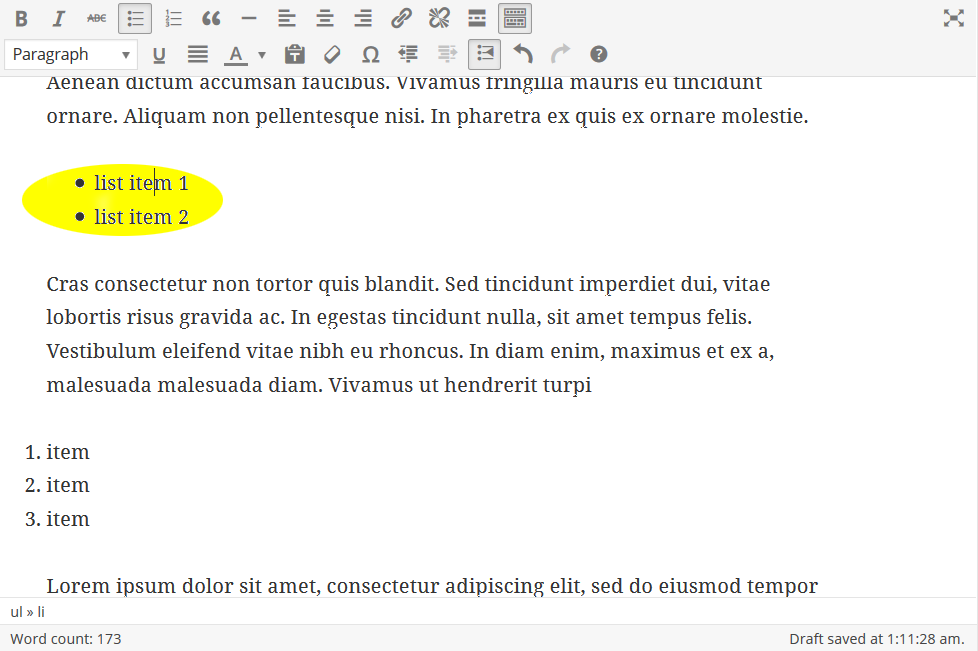 B I ABC
Paragraph U A T Ω ?
Aenean dictum accumsan faucibus. Vivamus fringilla mauris eu tincidunt
ornare. Aliquam non pellentesque nisi. In pharetra ex quis ex ornare molestie.
• list item 1
• list item 2
Cras consectetur non tortor quis blandit. Sed tincidunt imperdiet dui, vitae
lobortis risus gravida ac. In egestas tincidunt nulla, sit amet tempus felis.
Vestibulum eleifend vitae nibh eu rhoncus. In diam enim, maximus et ex a,
malesuada malesuada diam. Vivamus ut hendrerit turpi
1. item
2. item
3. item
Lorem ipsum dolor sit amet, consectetur adipiscing elit, sed do eiusmod tempor
ul » li
Word count: 173 Draft saved at 1:11:28 am.